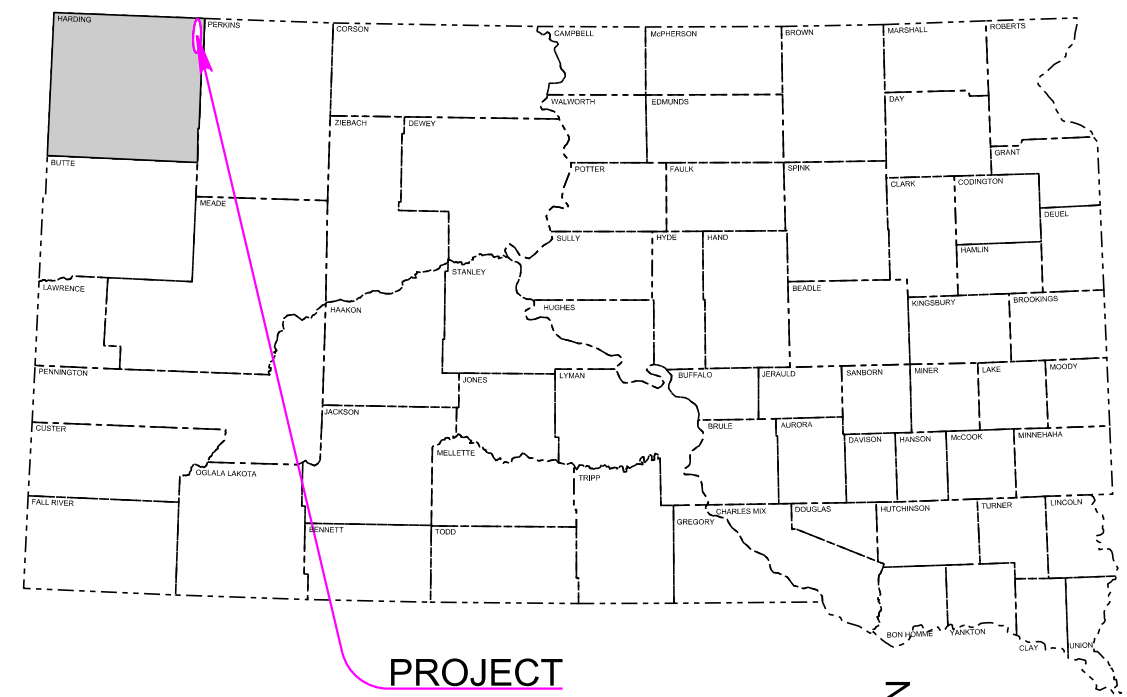 HARDING
PERKINS
CORSON
CAMPBELL
McPHERSON
BROWN
MARSHALL
ROBERTS
WALWORTH
EDMUNDS
DAY
ZIEBACH
DEWEY
GRANT
BUTTE
POTTER
FAULK
SPINK
CLARK
CODINGTON
MEADE
DEUEL
SULLY
HYDE
HAND
HAMLIN
STANLEY
LAWRENCE
BEADLE
HAAKON
HUGHES
KINGSBURY
BROOKINGS
PENNINGTON
JONES
LYMAN
BUFFALO
JERAULD
SANBORN
MINER
LAKE
MOODY
JACKSON
CUSTER
BRULE
AURORA
DAVISON
HANSON
McCOOK
MINNEHAHA
MELLETTE
OGLALA LAKOTA
TRIPP
FALL RIVER
GREGORY
CHARLES MIX
DOUGLAS
HUTCHINSON
TURNER
LINCOLN
BENNETT
TODD
BON HOMME
YANKTON
CLAY
UNION
PROJECT
N